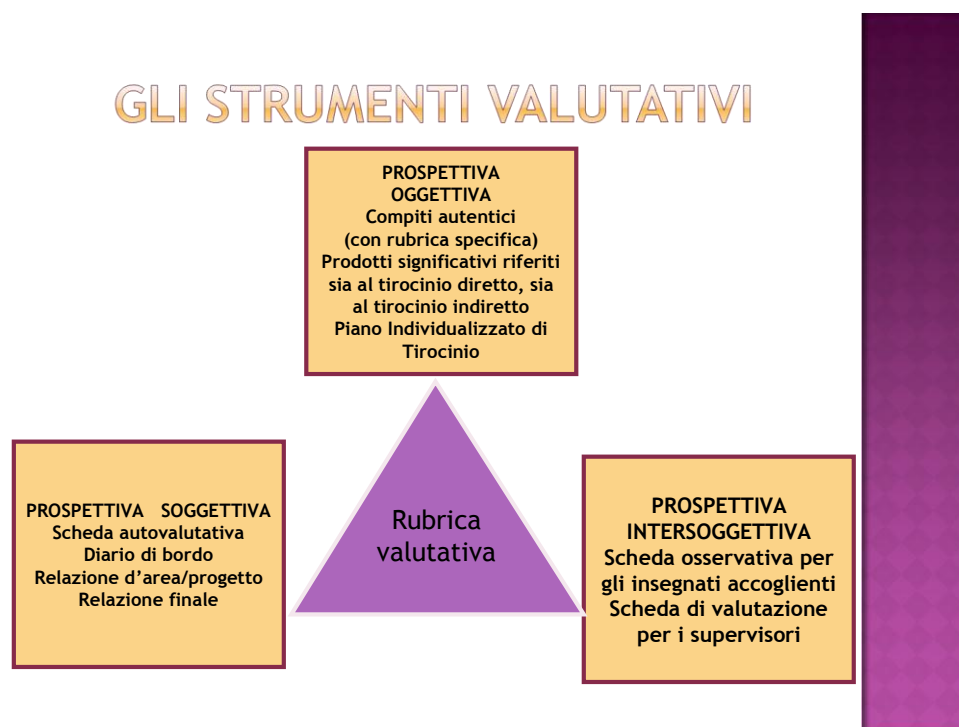 GLI STRUMENTI VALUTATIVI
PROSPETTIVA
OGGETTIVA
Compiti autentici
(con rubrica specifica)
Prodotti significativi riferiti
sia al tirocinio diretto, sia
al tirocinio indiretto
Piano Individualizzato di
Tirocinio
PROSPETTIVA SOGGETTIVA
Scheda autovalutativa
Diario di bordo
Relazione d'area/progetto
Relazione finale
Rubrica
valutativa
PROSPETTIVA
INTERSOGGETTIVA
Scheda osservativa per
gli insegnati accoglienti
Scheda di valutazione
per i supervisori